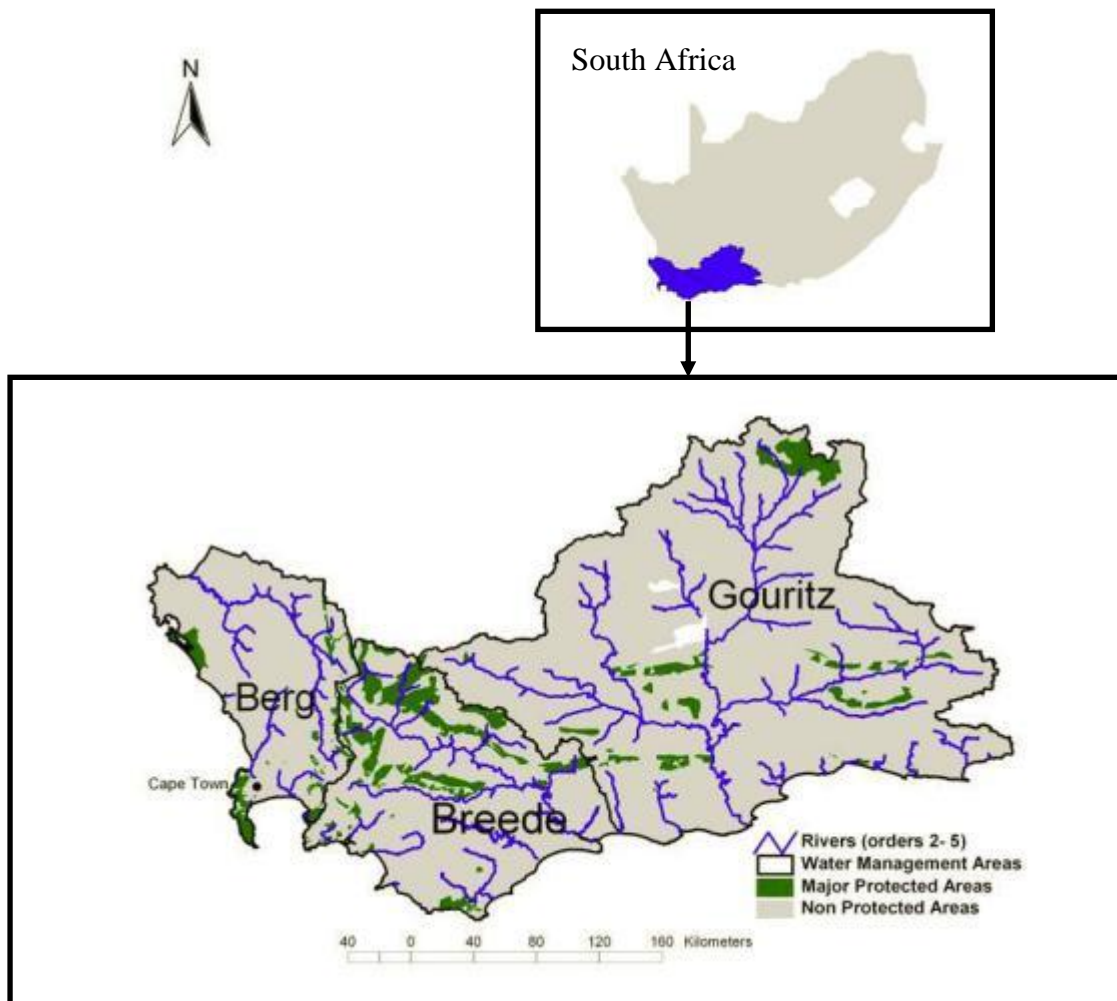 N
South Africa
Gouritz
Berg
Cape Town
Breede
Rivers (orders 2- 5)
Water Management Areas
Major Protected Areas
Non Protected Areas
40 0 40 80 120 160 Kilometers